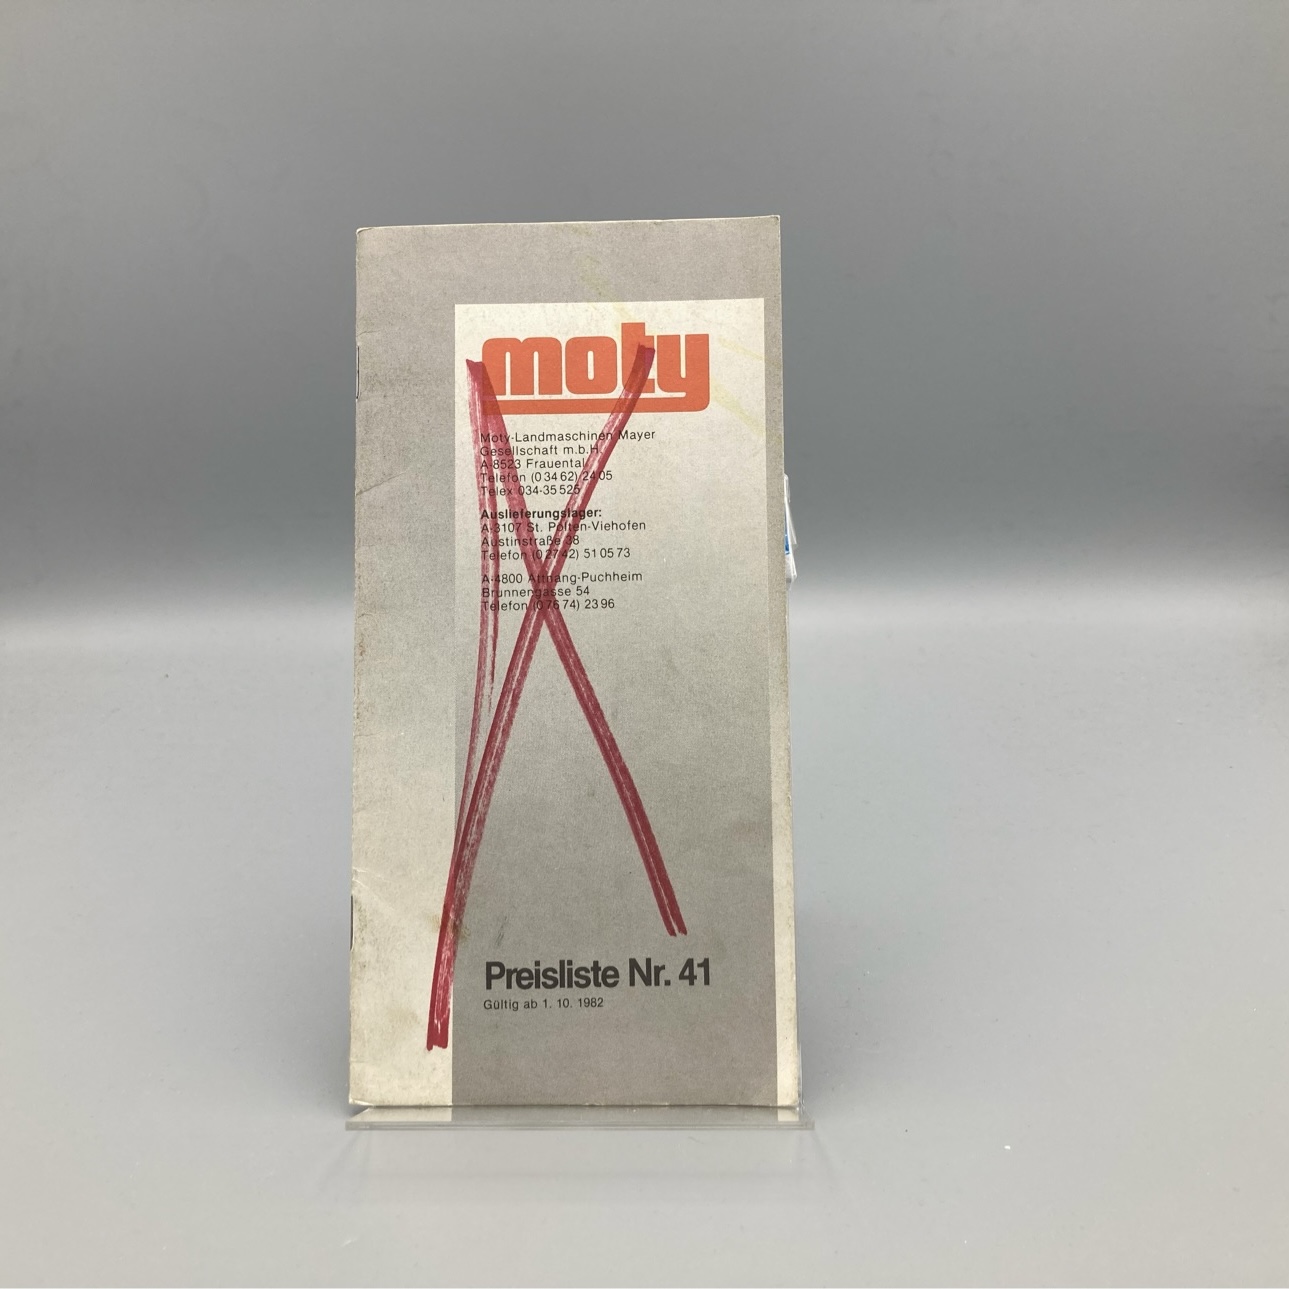 moty
Moty-Landmaschinen Mayer
Gesellschaft m.b.H.
A-8523 Frauental
Telefon (0 34 62) 24 05
Telex 034-35 525
Auslieferungslager:
A-3107 St. Pölten-Viehofen
Austinstraße 38
Telefon (0 27 42) 51 05 73
A-4800 Attnang-Puchheim
Brunnengasse 54
Telefon (0 76 74) 23 96
Preisliste Nr. 41
Gültig ab 1. 10. 1982